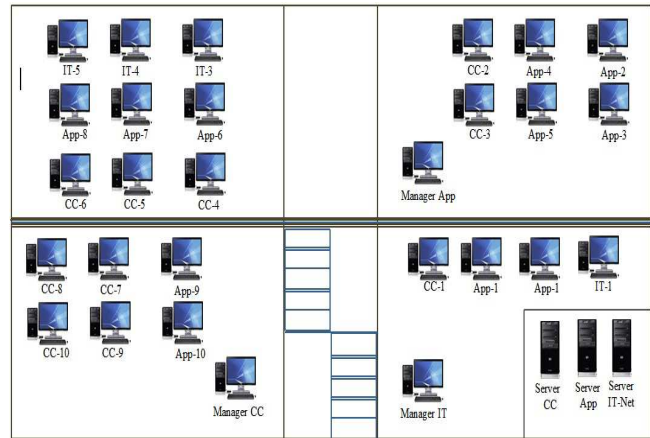 IT-5 IT-4 IT-3
App-8 App-7 App-6
CC-6 CC-5 CC-4
CC-2 App-4 App-2
CC-3 App-5 App-3
Manager App
CC-8 CC-7 App-9
CC-10 CC-9 App-10
Manager CC
CC-1 App-1 App-1 IT-1
Manager IT
Server Server Server
CC App IT-Net